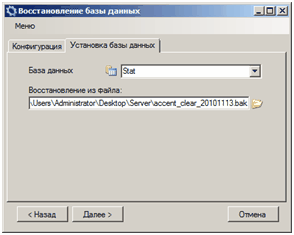 Восстановление базы данных
Меню
Конфигурация Установка базы данных
База данных Stat
Восстановление из файла:
:\Users\Administrator\Desktop\Server\accent_clear_20101113.bak
< Назад Далее > Отмена